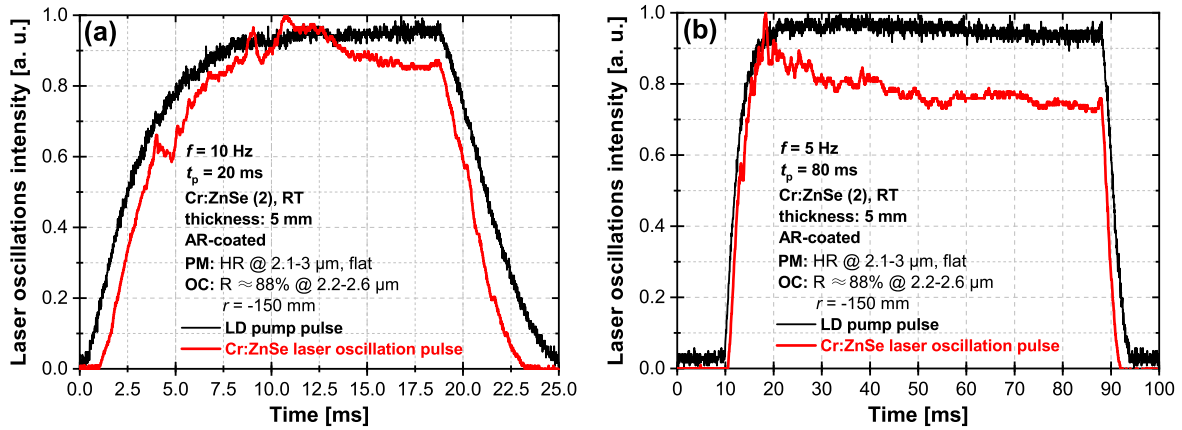 Laser oscillations intensity [a. u.]
1.0
0.8
0.6
0.4
0.2
0.0
(a)
f = 10 Hz
tp = 20 ms
Cr:ZnSe (2), RT
thickness: 5 mm
AR-coated
PM: HR @ 2.1-3 µm, flat
OC: R ≈88% @ 2.2-2.6 µm
r = -150 mm
LD pump pulse
Cr:ZnSe laser oscillation pulse
0.0 2.5 5.0 7.5 10.0 12.5 15.0 17.5 20.0 22.5 25.0
Time [ms]
Laser oscillations intensity [a. u.]
1.0
0.8
0.6
0.4
0.2
0.0
(b)
f = 5 Hz
tp = 80 ms
Cr:ZnSe (2), RT
thickness: 5 mm
AR-coated
PM: HR @ 2.1-3 µm, flat
OC: R ≈88% @ 2.2-2.6 µm
r = -150 mm
LD pump pulse
Cr:ZnSe laser oscillation pulse
0 10 20 30 40 50 60 70 80 90 100
Time [ms]